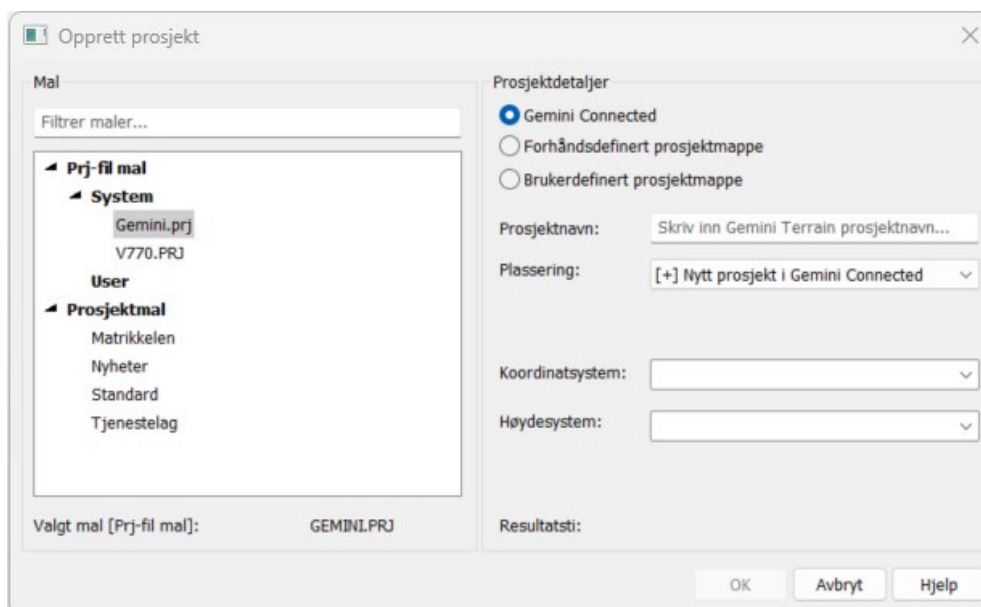 Opprett prosjekt
Mal
Filtrer maler...
Prj-fil mal
System
Gemini.prj
V770.PRJ
User
Prosjektmal
Matrikkelen
Nyheter
Standard
Tjenestelag
Valgt mal [Prj-fil mal]: GEMINI.PRJ
Prosjektdetaljer
Gemini Connected
Forhåndsdefinert prosjektmappe
Brukerdefinert prosjektmappe
Prosjektnavn: Skriv inn Gemini Terrain prosjektnavn...
Plassering: [+] Nytt prosjekt i Gemini Connected
Koordinatsystem:
Høydesystem:
Resultatsti:
OK Avbryt Hjelp